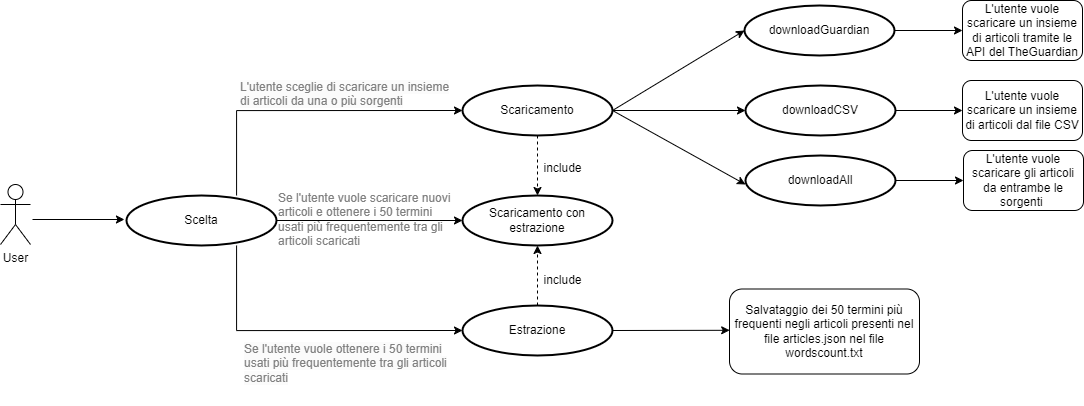 L'utente vuole
scaricare un insieme
di articoli tramite le
API del TheGuardian
downloadGuardian
L'utente sceglie di scaricare un insieme
di articoli da una o più sorgenti
Scaricamento
downloadCSV
L'utente vuole
scaricare un insieme
di articoli dal file CSV
include
downloadAll
L'utente vuole
scaricare gli articoli
da entrambe le
sorgenti
User
Scelta
Se l'utente vuole scaricare nuovi
articoli e ottenere i 50 termini
usati più frequentemente tra gli
articoli scaricati
Scaricamento con
estrazione
include
Estrazione
Salvataggio dei 50 termini più
frequenti negli articoli presenti nel
file articles.json nel file
wordscount.txt
Se l'utente vuole ottenere i 50 termini
usati più frequentemente tra gli articoli
scaricati